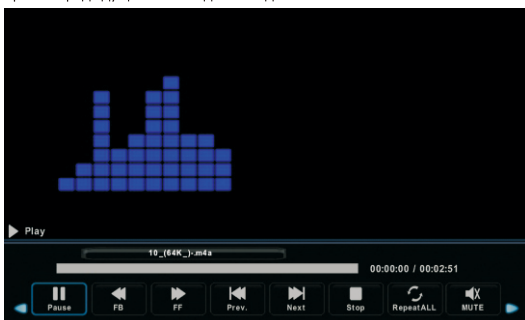 Play
10_(64K_)-.m4a
00:00:00 / 00:02:51
Pause FB FF Prev. Next Stop RepeatALL MUTE